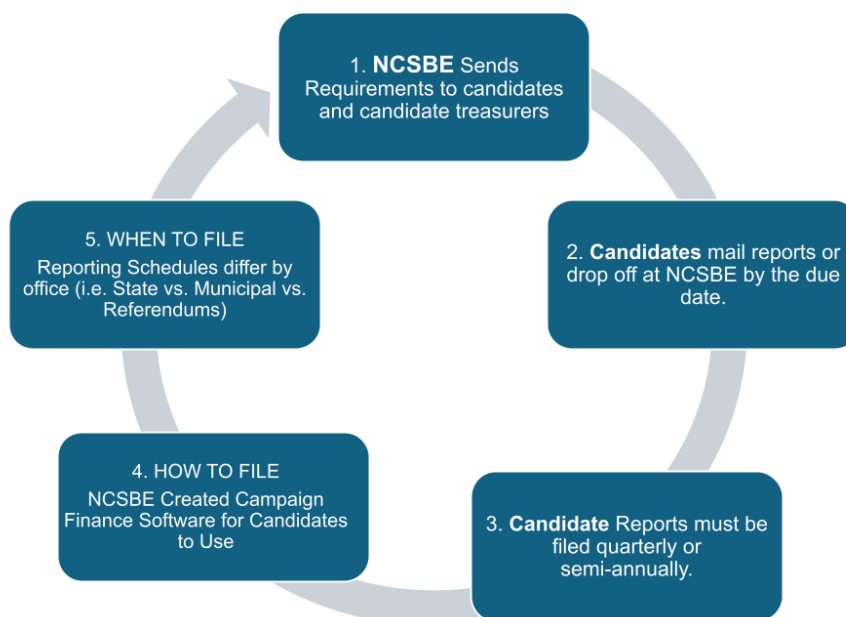 1. NCSBE Sends
Requirements to candidates
and candidate treasurers
2. Candidates mail reports or
drop off at NCSBE by the due
date.
3. Candidate Reports must be
filed quarterly or
semi-annually.
4. HOW TO FILE
NCSBE Created Campaign
Finance Software for Candidates
to Use
5. WHEN TO FILE
Reporting Schedules differ by
office (i.e. State vs. Municipal vs.
Referendums)